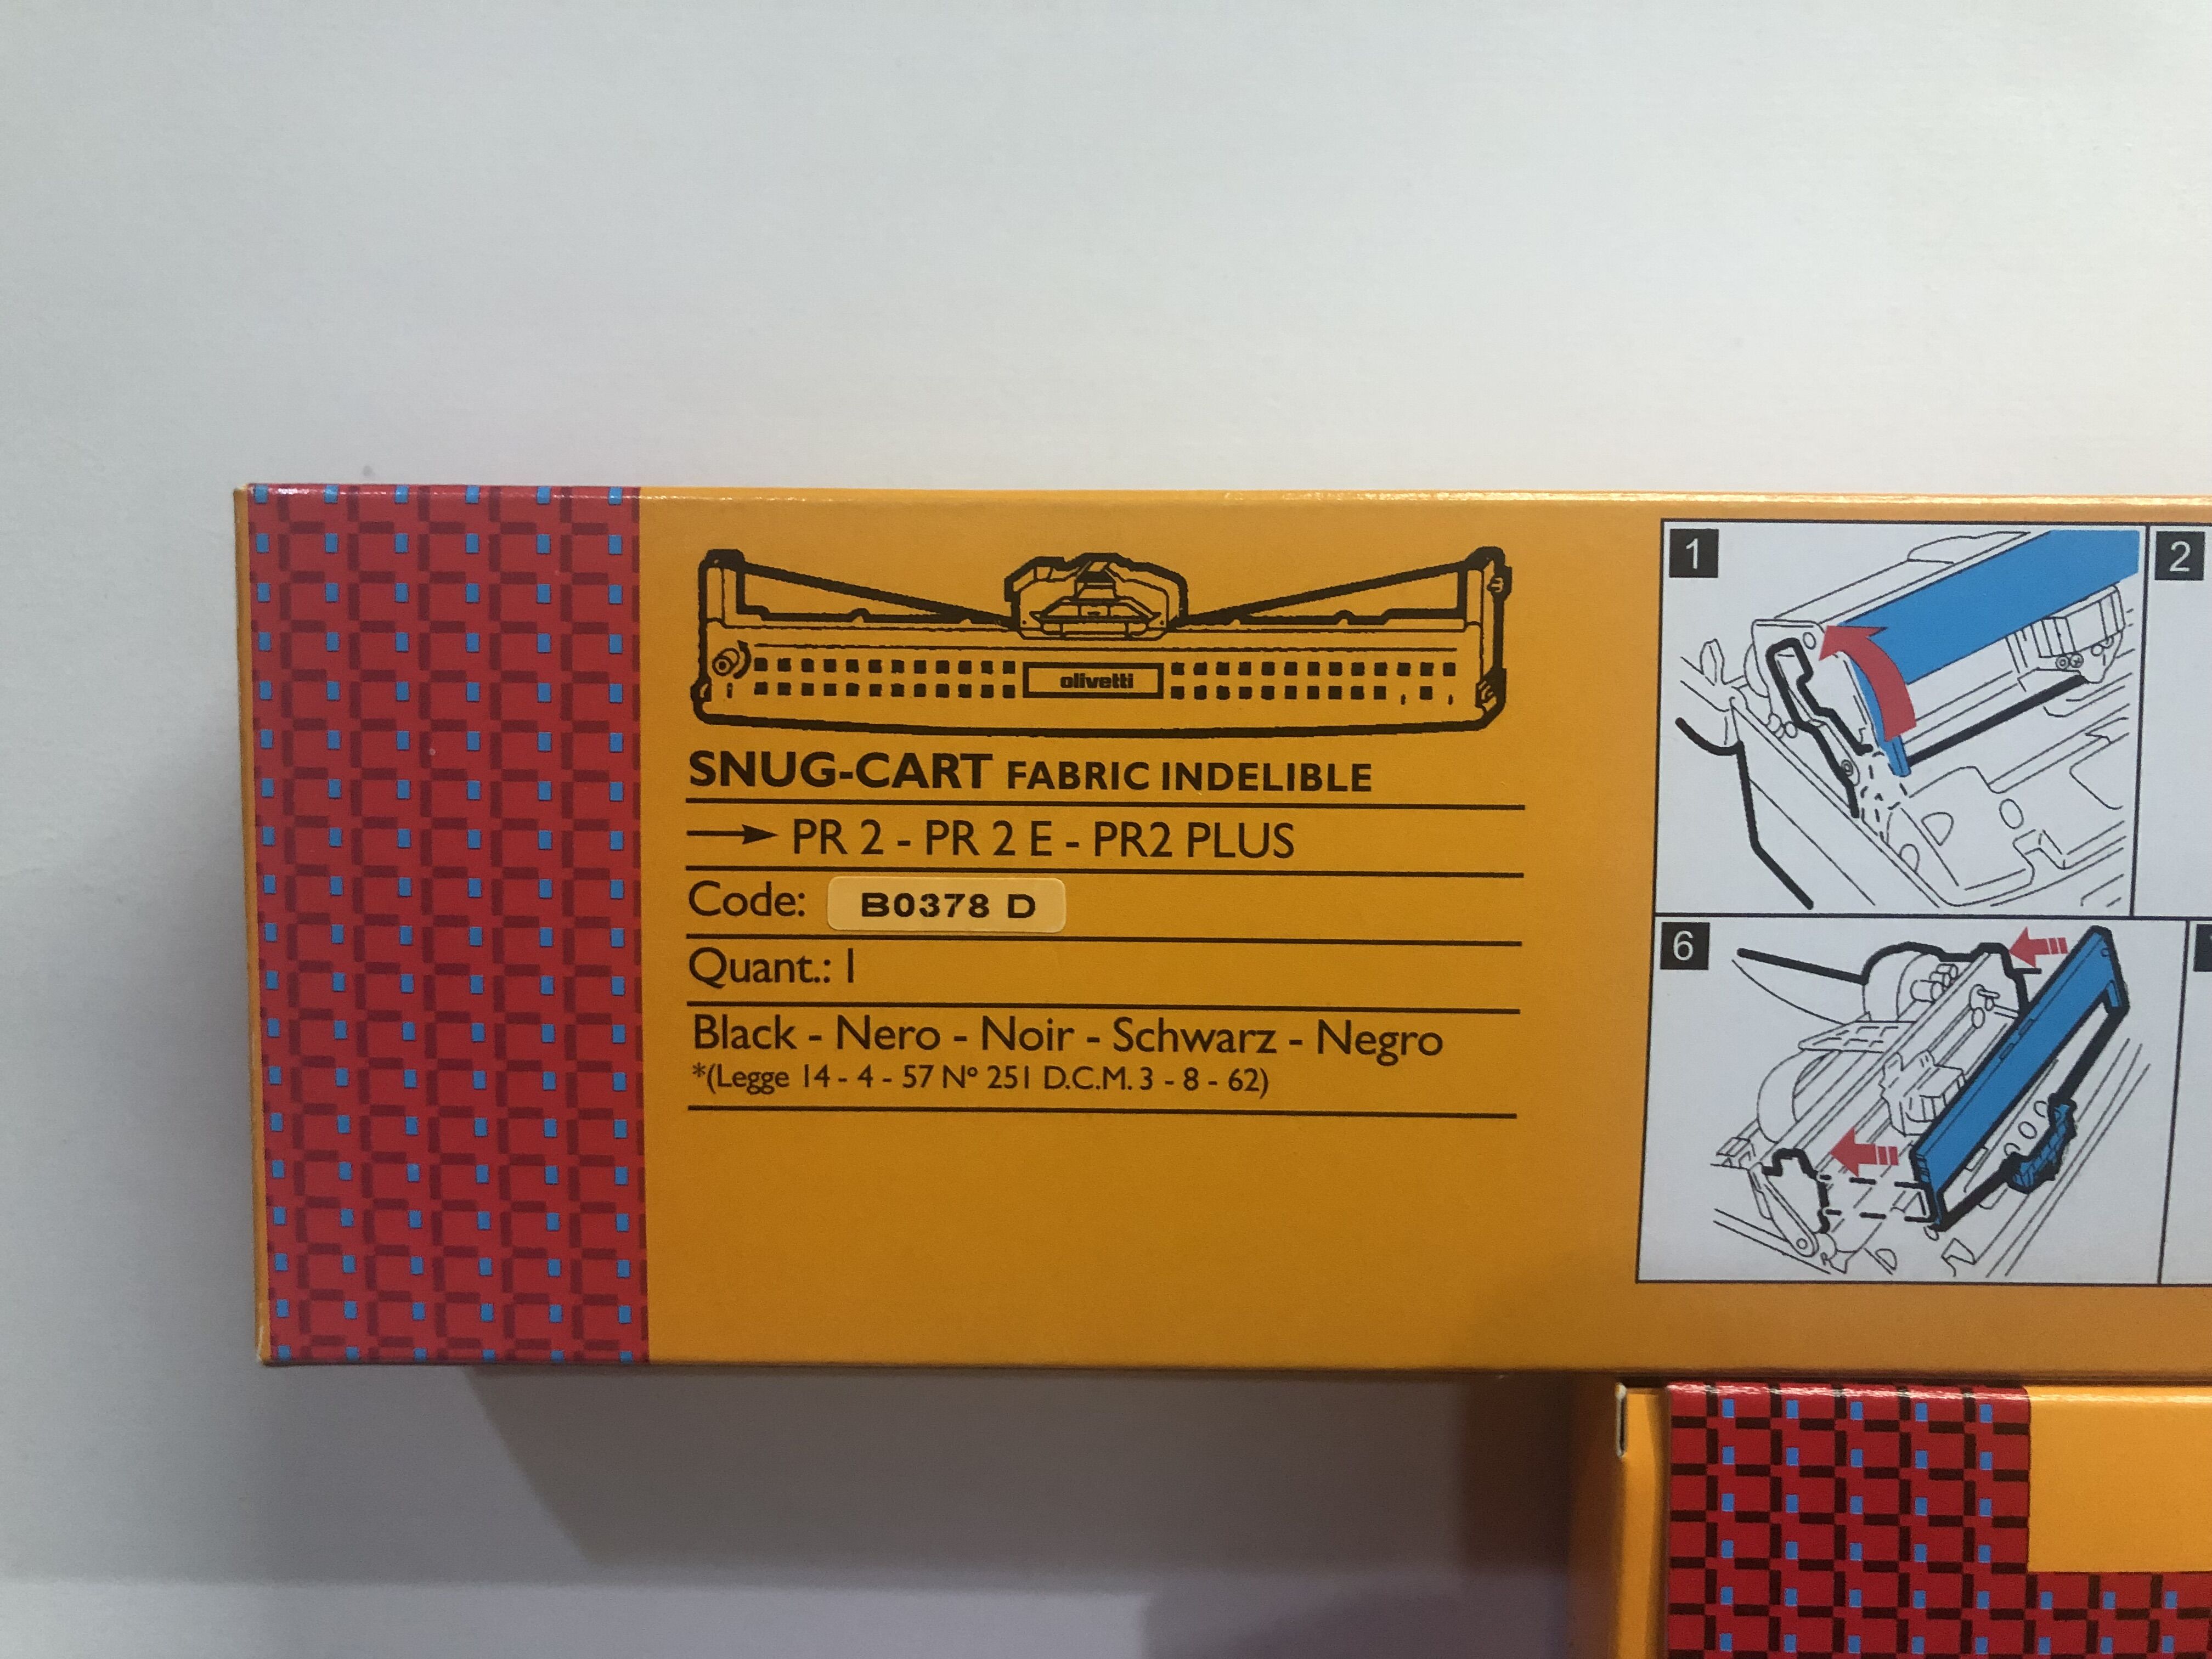 olivetti
SNUG-CART FABRIC INDELIBLE
→ PR 2 - PR 2 E - PR2 PLUS
Code: B0378 D
Quant.: 1
Black - Nero - Noir - Schwarz - Negro
*(Legge 14 - 4 - 57 Nº 251 D.C.M. 3 - 8 - 62)
1
2
6